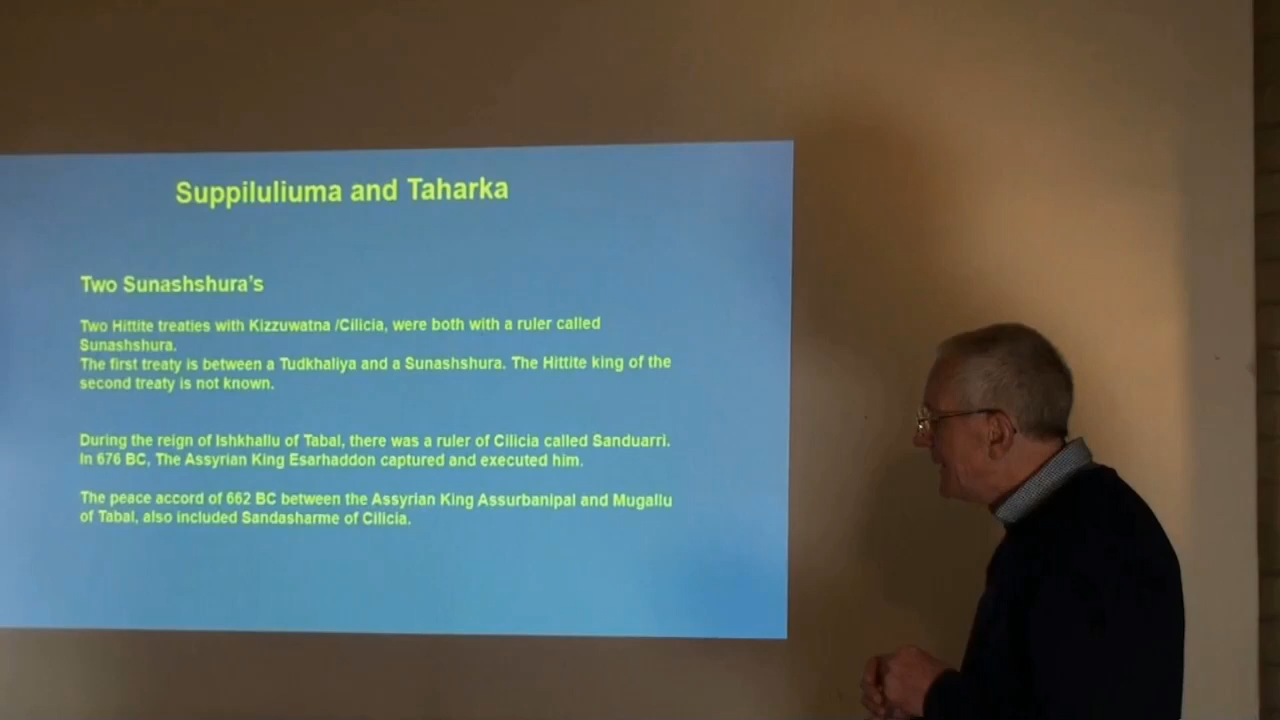 Suppiluliuma and Taharka
Two Sunashshura's
Two Hittite treaties with Kizzuwatna /Cilicia, were both with a ruler called
Sunashshura.
The first treaty is between a Tudkhaliya and a Sunashshura. The Hittite king of the
second treaty is not known.
During the reign of Ishkhallu of Tabal, there was a ruler of Cilicia called Sanduarri.
In 676 BC, The Assyrian King Esarhaddon captured and executed him.
The peace accord of 662 BC between the Assyrian King Assurbanipal and Mugallu
of Tabal, also included Sandasharme of Cilicia.